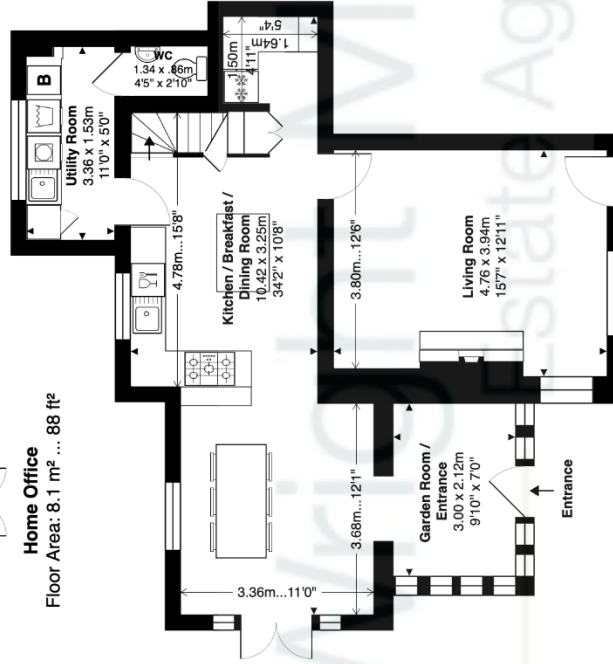 Home Office
Floor Area: 8.1 m² ... 88 ft²
B
WC
1.34 x .86m
4'5" x 2'10"
Utility Room
3.36 x 1.53m
11'0" x 5'0"
1.50m
4'11"
1.64m
5'4"
4.78m...15'8"
Kitchen / Breakfast /
Dining Room
10.42 x 3.25m
34'2" x 10'8"
3.80m...12'6"
Living Room
4.76 x 3.94m
15'7" x 12'11"
3.68m...12'1"
3.36m...11'0"
Garden Room /
Entrance
3.00 x 2.12m
9'10" x 7'0"
Entrance
wright M
Estate Ag